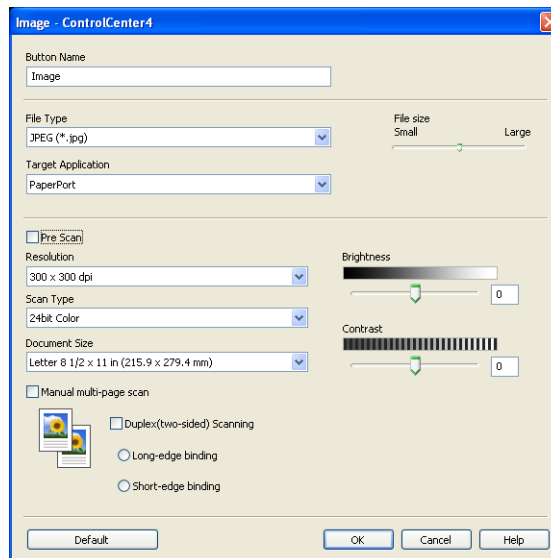 Image - ControlCenter4
Button Name
Image
File Type
JPEG (*.jpg)
File size
Small Large
Target Application
PaperPort
Pre Scan
Resolution
300 x 300 dpi
Brightness
0
Scan Type
24bit Color
Document Size
Letter 8 1/2 x 11 in (215.9 x 279.4 mm)
Contrast
0
Manual multi-page scan
Duplex(two-sided) Scanning
Long-edge binding
Short-edge binding
Default OK Cancel Help